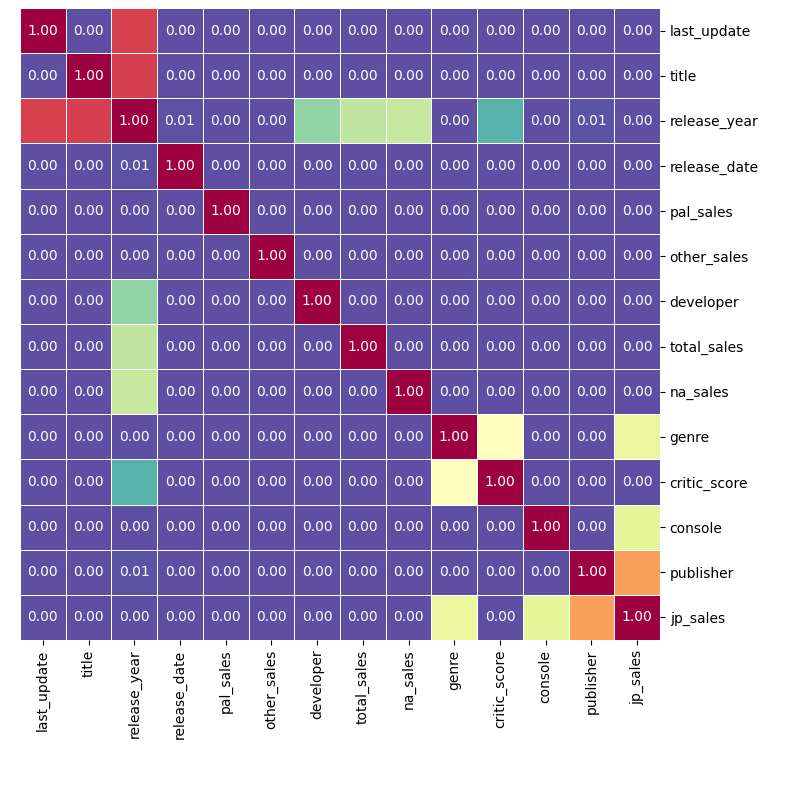 1.00 0.00 0.00 0.00 0.00 0.00 0.00 0.00 0.00 0.00 0.00 0.00 0.00 last_update
0.00 1.00 0.00 0.00 0.00 0.00 0.00 0.00 0.00 0.00 0.00 0.00 0.00 title
1.00 0.01 0.00 0.00 0.00 0.00 0.01 0.00 release_year
0.00 0.00 0.01 1.00 0.00 0.00 0.00 0.00 0.00 0.00 0.00 0.00 0.00 0.00 release_date
0.00 0.00 0.00 0.00 1.00 0.00 0.00 0.00 0.00 0.00 0.00 0.00 0.00 0.00 pal_sales
0.00 0.00 0.00 0.00 0.00 1.00 0.00 0.00 0.00 0.00 0.00 0.00 0.00 0.00 other_sales
0.00 0.00 0.00 0.00 0.00 1.00 0.00 0.00 0.00 0.00 0.00 0.00 0.00 developer
0.00 0.00 0.00 0.00 0.00 0.00 1.00 0.00 0.00 0.00 0.00 0.00 0.00 total_sales
0.00 0.00 0.00 0.00 0.00 0.00 0.00 1.00 0.00 0.00 0.00 0.00 0.00 na_sales
0.00 0.00 0.00 0.00 0.00 0.00 0.00 0.00 0.00 1.00 0.00 0.00 genre
0.00 0.00 0.00 0.00 0.00 0.00 0.00 0.00 1.00 0.00 0.00 0.00 critic_score
0.00 0.00 0.00 0.00 0.00 0.00 0.00 0.00 0.00 0.00 0.00 1.00 0.00 console
0.00 0.00 0.01 0.00 0.00 0.00 0.00 0.00 0.00 0.00 0.00 0.00 1.00 publisher
0.00 0.00 0.00 0.00 0.00 0.00 0.00 0.00 0.00 0.00 1.00 jp_sales
last_update title release_year release_date pal_sales other_sales developer total_sales na_sales genre critic_score console publisher jp_sales